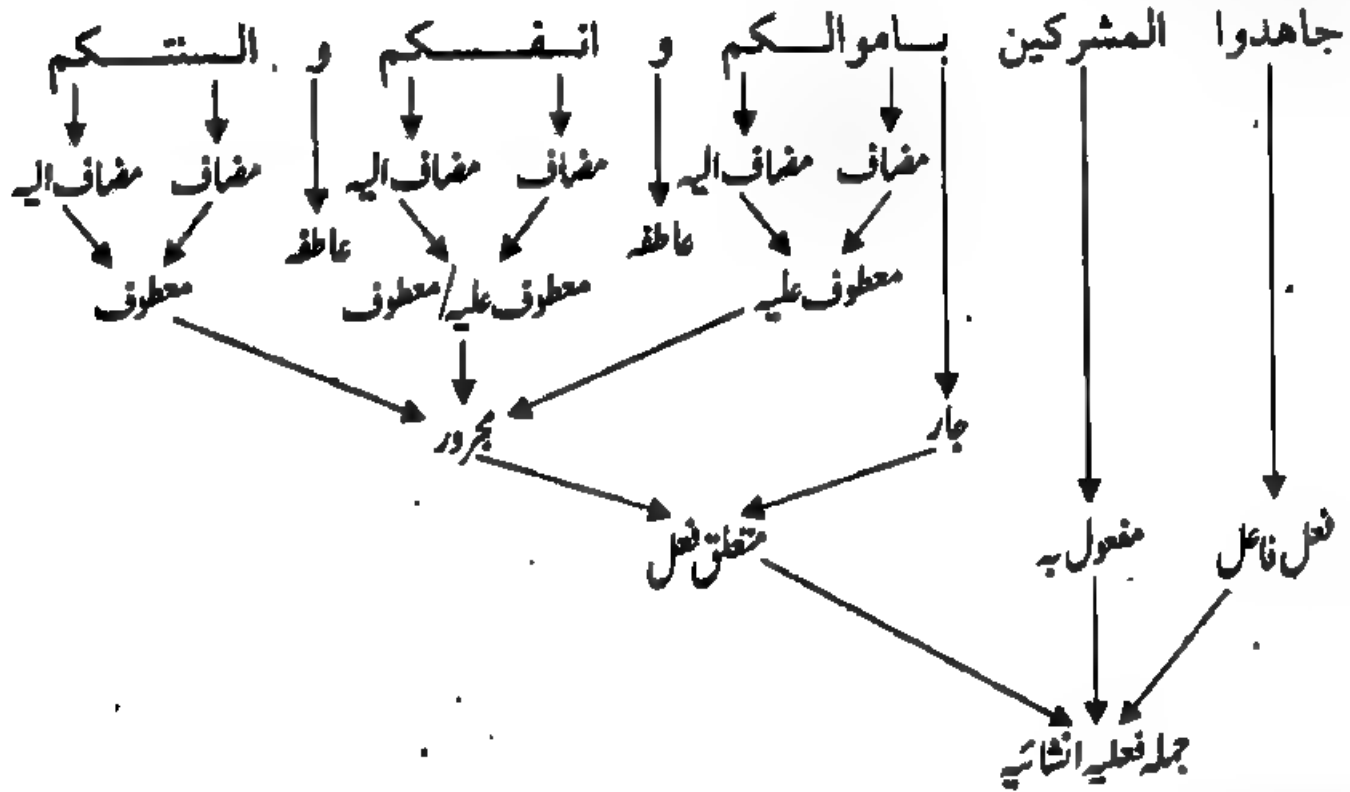 جاهدوا المشركين باموالكم و انفسكم و السنتكم
مضاف مضاف الیہ مضاف مضاف الیہ مضاف مضاف الیہ
عاطفہ عاطفہ
معطوف علیہ معطوف علیہ/معطوف معطوف
جار مجرور
فعل فاعل مفعول بہ متعلق فعل
جملہ فعلیہ انشائیہ